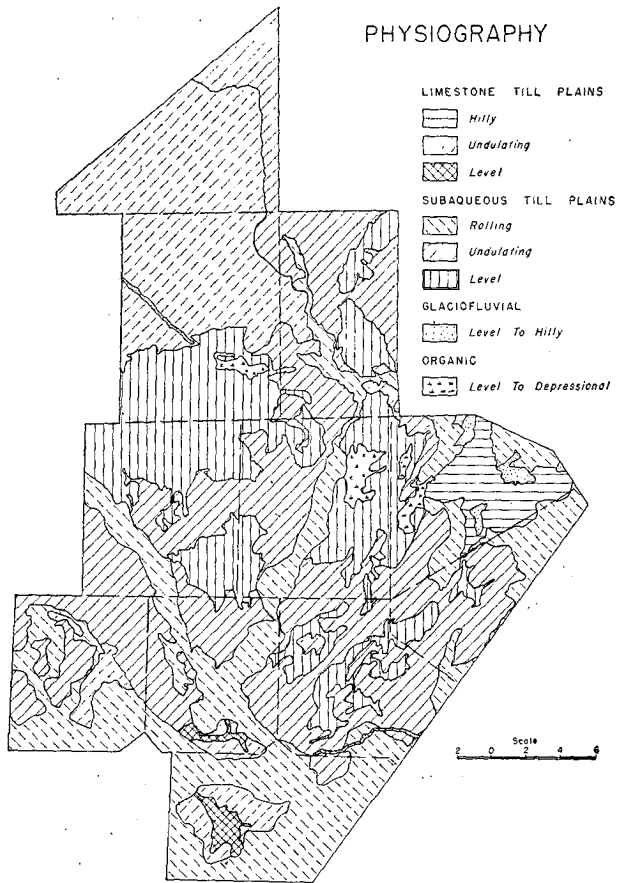 PHYSIOGRAPHY
LIMESTONE TILL PLAINS
Hilly
Undulating
Level
SUBAQUEOUS TILL PLAINS
Rolling
Undulating
Level
GLACIOFLUVIAL
Level To Hilly
ORGANIC
Level To Depressional
Scale
2 0 2 4 6